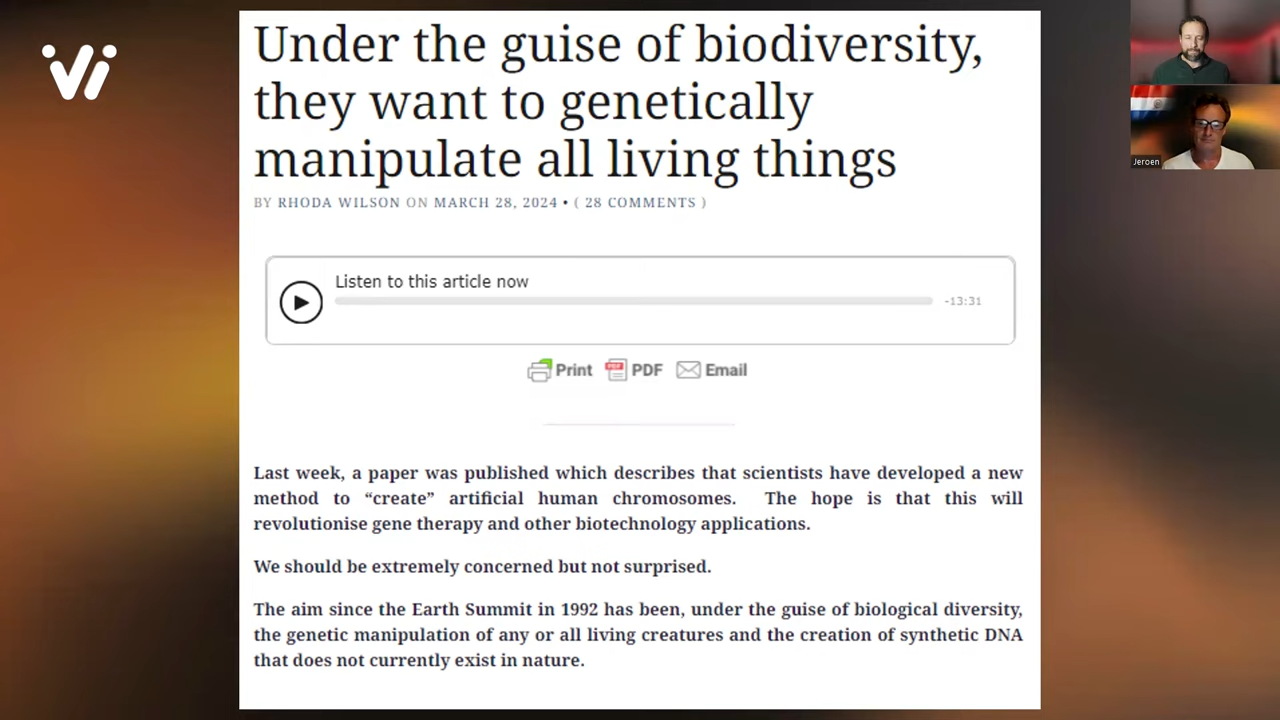 Vi
Under the guise of biodiversity,
they want to genetically
manipulate all living things
BY RHODA WILSON ON MARCH 28, 2024 • ( 28 COMMENTS )
Listen to this article now
-13:31
Print PDF Email
Last week, a paper was published which describes that scientists have developed a new
method to “create” artificial human chromosomes. The hope is that this will
revolutionise gene therapy and other biotechnology applications.
We should be extremely concerned but not surprised.
The aim since the Earth Summit in 1992 has been, under the guise of biological diversity,
the genetic manipulation of any or all living creatures and the creation of synthetic DNA
that does not currently exist in nature.
Jeroen